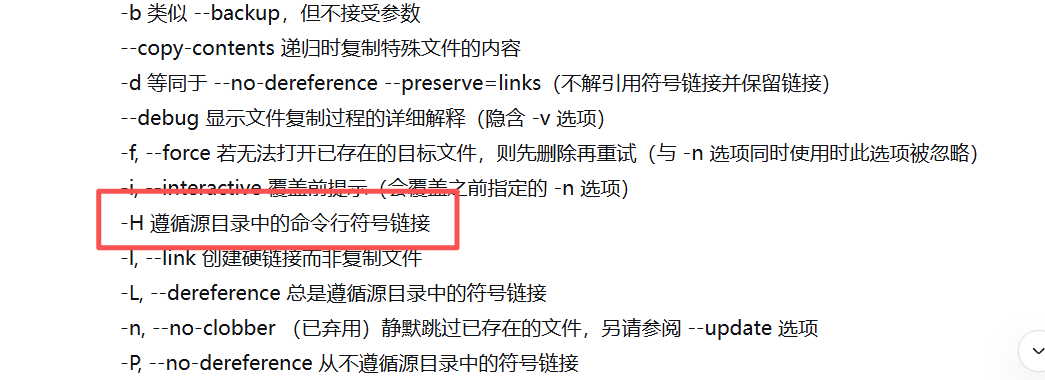 -b 类似 --backup，但不接受参数
--copy-contents 递归时复制特殊文件的内容
-d 等同于 --no-dereference --preserve=links（不解引用符号链接并保留链接）
--debug 显示文件复制过程的详细解释（隐含 -v 选项）
-f, --force 若无法打开已存在的目标文件，则先删除再重试（与 -n 选项同时使用时此选项被忽略）
-i, --interactive 覆盖前提示（会覆盖之前指定的 -n 选项）
-H 遵循源目录中的命令行符号链接
-l, --link 创建硬链接而非复制文件
-L, --dereference 总是遵循源目录中的符号链接
-n, --no-clobber （已弃用）静默跳过已存在的文件，另请参阅 --update 选项
-P, --no-dereference 从不遵循源目录中的符号链接